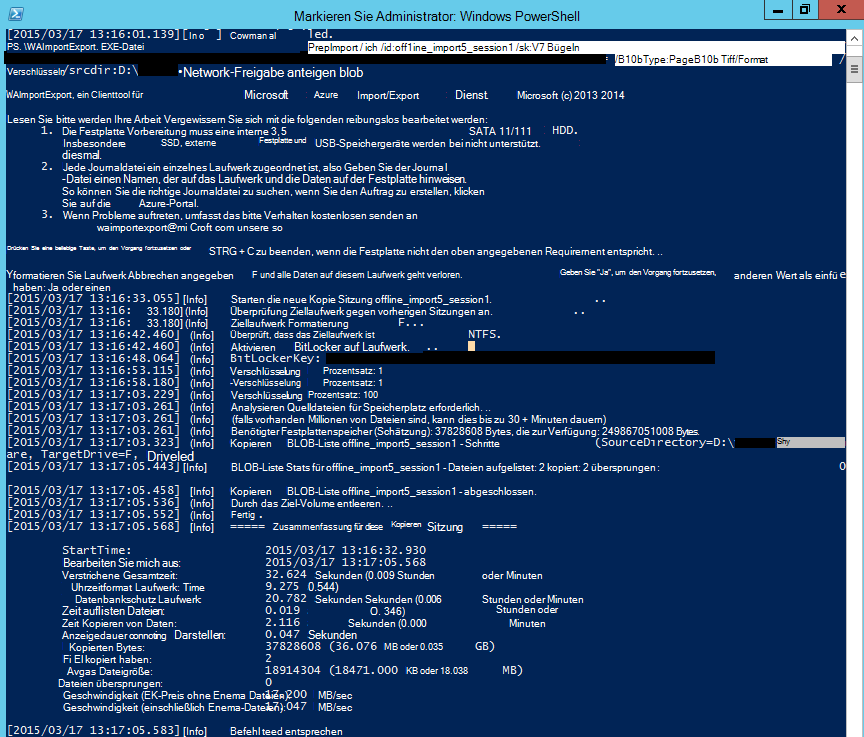 Markieren Sie Administrator: Windows PowerShell
[2015/03/17 13:16:01.139] [Ino ] Cowmanal led.
PS. \WAImportExport. EXE-Datei PrepImport / ich /id:off1ine_import5_session1 /sk:V7 Bügeln
/B10bType:PageB10b Tiff/Format /
Verschlüsseln /srcdir:D:\ •Network-Freigabe anteigen blob
WAImportExport, ein Clienttool für Microsoft Azure Import/Export Dienst. Microsoft (c) 2013 2014
Lesen Sie bitte werden Ihre Arbeit Vergewissern Sie sich mit die folgenden reibungslos bearbeitet werden:
1. Die Festplatte Vorbereitung muss eine interne 3,5 SATA 11/111 HDD.
Insbesondere SSD, externe Festplatte und USB-Speichergeräte werden bei nicht unterstützt.
diesmal.
2. Jede Journaldatei ein einzelnes Laufwerk zugeordnet ist, also Geben Sie der Journal
-Datei einen Namen, der auf das Laufwerk und die Daten auf der Festplatte hinweisen.
So können Sie die richtige Journaldatei zu suchen, wenn Sie den Auftrag zu erstellen, klicken
Sie auf die Azure-Portal.
3. Wenn Probleme auftreten, umfasst das bitte Verhalten kostenlosen senden an
waimportexport@mi Croft com unsere so
Drücken Sie eine beliebige Taste, um den Vorgang fortzusetzen oder STRG + C zu beenden, wenn die Festplatte nicht den oben angegebenen Requirement entspricht. ..
Yformatieren Sie Laufwerk Abbrechen angegeben F und alle Daten auf diesem Laufwerk geht verloren. Geben Sie "Ja", um den Vorgang fortzusetzen, anderen Wert als einfü e
haben: Ja oder einen
[2015/03/17 13:16:33.055] [Info] Starten die neue Kopie Sitzung offline_import5_session1. ..
[2015/03/17 13:16: 33.180] (Info) Überprüfung Ziellaufwerk gegen vorherigen Sitzungen an. ..
[2015/03/17 13:16: 33.180] (Info) Ziellaufwerk Formatierung F...
[2015/03/17 13:16:42.460] (Info) Überprüft, dass das Ziellaufwerk ist NTFS.
[2015/03/17 13:16:42.460] (Info) Aktivieren BitLocker auf Laufwerk. ..
[2015/03/17 13:16:48.064] (Info) BitLockerKey:
[2015/03/17 13:16:53.115] (Info) Verschlüsselung Prozentsatz: 1
[2015/03/17 13:16:58.180] (Info) -Verschlüsselung Prozentsatz: 1
[2015/03/17 13:17:03.229] (Info) Verschlüsselung Prozentsatz: 100
[2015/03/17 13:17:03.261] (Info) Analysieren Quelldateien für Speicherplatz erforderlich. ..
[2015/03/17 13:17:03.261] (Info) (falls vorhanden Millionen von Dateien sind, kann dies bis zu 30 + Minuten dauern)
[2015/03/17 13:17:03.261] (Info) Benötigter Festplattenspeicher (Schätzung): 37828608 Bytes, die zur Verfügung: 249867051008 Bytes.
[2015/03/17 13:17:03.323] (Info) Kopieren BLOB-Liste offline_import5_session1 - Schritte (SourceDirectory=D:\ Shy
are, TargetDrive=F, Driveled
[2015/03/17 13:17:05.443] [Info] BLOB-Liste Stats für offline_import5_session1 - Dateien aufgelistet: 2 kopiert: 2 übersprungen: 0
[2015/03/17 13:17:05.458] [Info] Kopieren BLOB-Liste offline_import5_session1 - abgeschlossen.
[2015/03/17 13:17:05.536] (Info) Durch das Ziel-Volume entleeren. ..
[2015/03/17 13:17:05.552] (Info) Fertig .
[2015/03/17 13:17:05.568] [Info] ===== Zusammenfassung für diese Kopieren Sitzung =====
StartTime: 2015/03/17 13:16:32.930
Bearbeiten Sie mich aus: 2015/03/17 13:17:05.568
Verstrichene Gesamtzeit: 32.624 Sekunden (0.009 Stunden oder Minuten
Uhrzeitformat Laufwerk: Time 9.275 0.544)
Datenbankschutz Laufwerk: 20.782 Sekunden Sekunden (0.006 Stunden oder Minuten
Zeit auflisten Dateien: 0.019 O. 346) Stunden oder
Zeit Kopieren von Daten: 2.116 Sekunden (0.000 Minuten
Anzeigedauer connoting Darstellen: 0.047 Sekunden
Kopierten Bytes: 37828608 (36.076 MB oder 0.035 GB)
Fi El kopiert haben: 2
Avgas Dateigröße: 18914304 (18471.000 KB oder 18.038 MB)
Dateien übersprungen: 0
Geschwindigkeit (EK-Preis ohne Enema Dateien): 17.200 MB/sec
Geschwindigkeit (einschließlich Enema-Dateien): 17.047 MB/sec
[2015/03/17 13:17:05.583] [Info] Befehl teed entsprechen